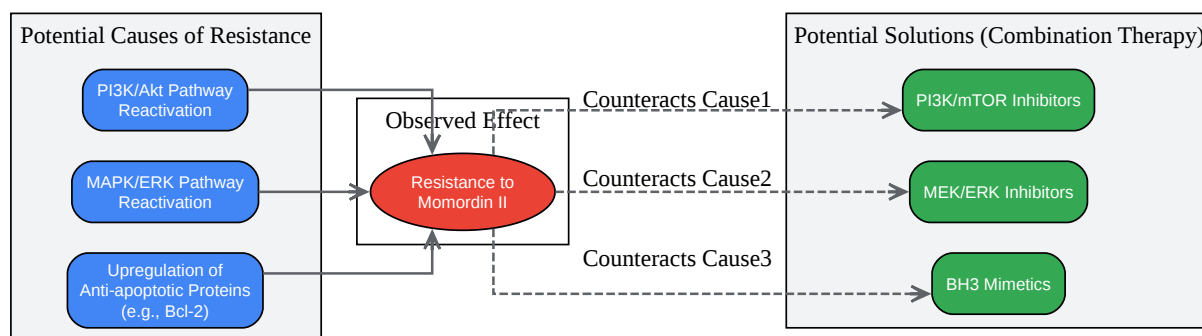 Potential Causes of Resistance
PI3K/Akt Pathway
Reactivation
MAPK/ERK Pathway
Reactivation
Upregulation of
Anti-apoptotic Proteins
(e.g., Bcl-2)
Observed Effect
Resistance to
Momordin II
Counteracts Cause1
Counteracts Cause2
Counteracts Cause3
Potential Solutions (Combination Therapy)
PI3K/mTOR Inhibitors
MEK/ERK Inhibitors
BH3 Mimetics